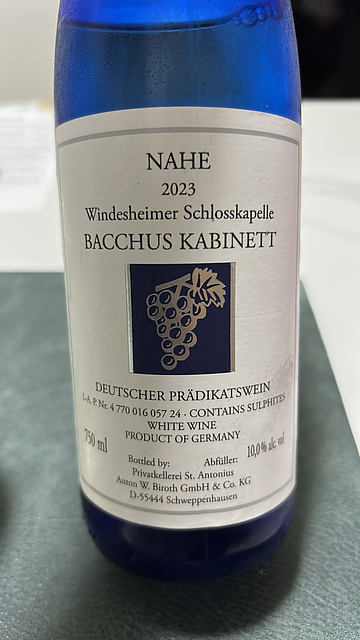 NAHE
2023
Windesheimer Schlosskapelle
BACCHUS KABINETT
DEUTSCHER PRÄDIKATSWEIN
L-A. P. Nr. 4 770 016 057 24 · CONTAINS SULPHITES
WHITE WINE
PRODUCT OF GERMANY
750 ml
10,0 % alc. vol
Bottled by: Abfüller:
Privatkellerei St. Antonius
Anton W. Biroth GmbH & Co. KG
D-55444 Schweppenhausen